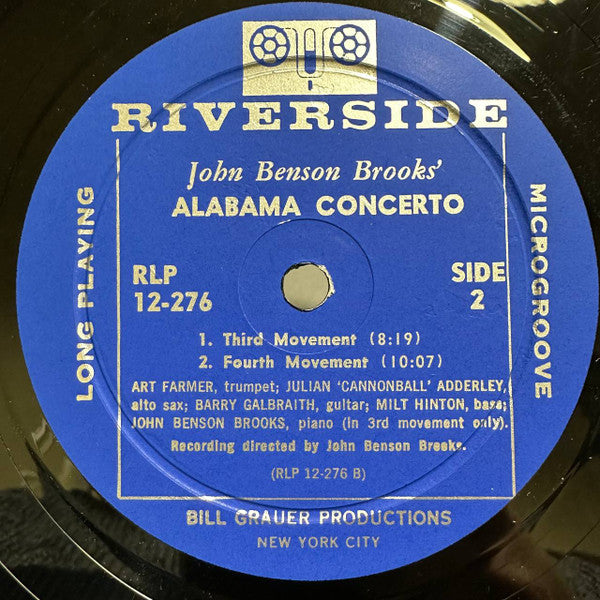 RIVERSIDE
John Benson Brooks'
ALABAMA CONCERTO
LONG PLAYING
MICROGROOVE
RLP
12-276
SIDE
2
1. Third Movement (8:19)
2. Fourth Movement (10:07)
ART FARMER, trumpet; JULIAN 'CANNONBALL' ADDERLEY,
alto sax; BARRY GALBRAITH, guitar; MILT HINTON, bass;
JOHN BENSON BROOKS, piano (in 3rd movement only).
Recording directed by John Benson Brooks.
(RLP 12-276 B)
BILL GRAUER PRODUCTIONS
NEW YORK CITY